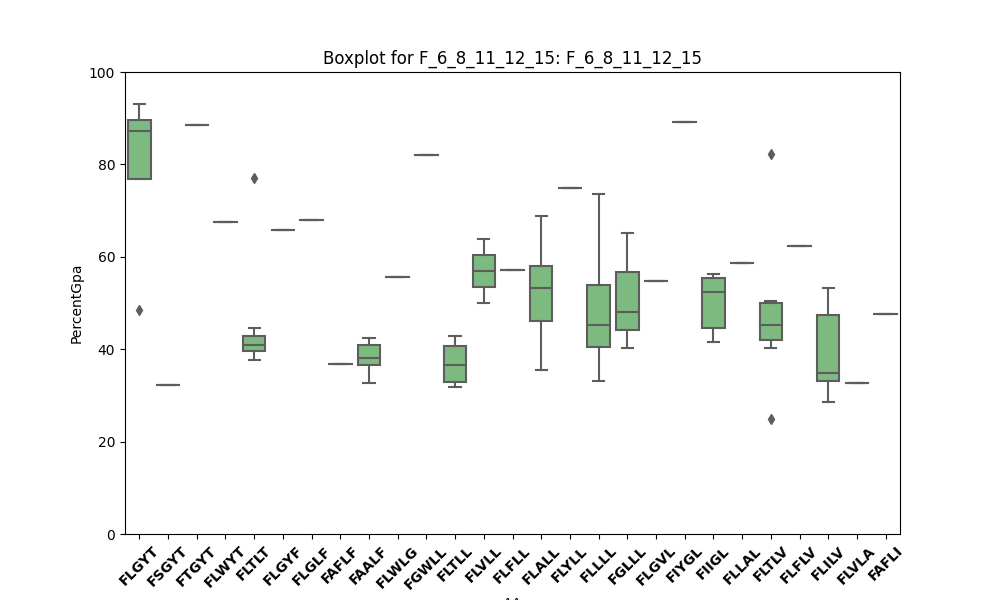 Boxplot for F_6_8_11_12_15: F_6_8_11_12_15
PercentGpa
100
80
60
40
20
0
FLGYT
FSGYT
FTGYT
FLWYT
FLTLT
FLGYF
FLGLF
FAFLF
FAALF
FLWLG
FGWLL
FLTLL
FLVLL
FLFLL
FLALL
FLYLL
FLLLL
FGLLL
FLGVL
FIYGL
FIIGL
FLLAL
FLTLV
FLFLV
FLILV
FLVLA
FAFLI